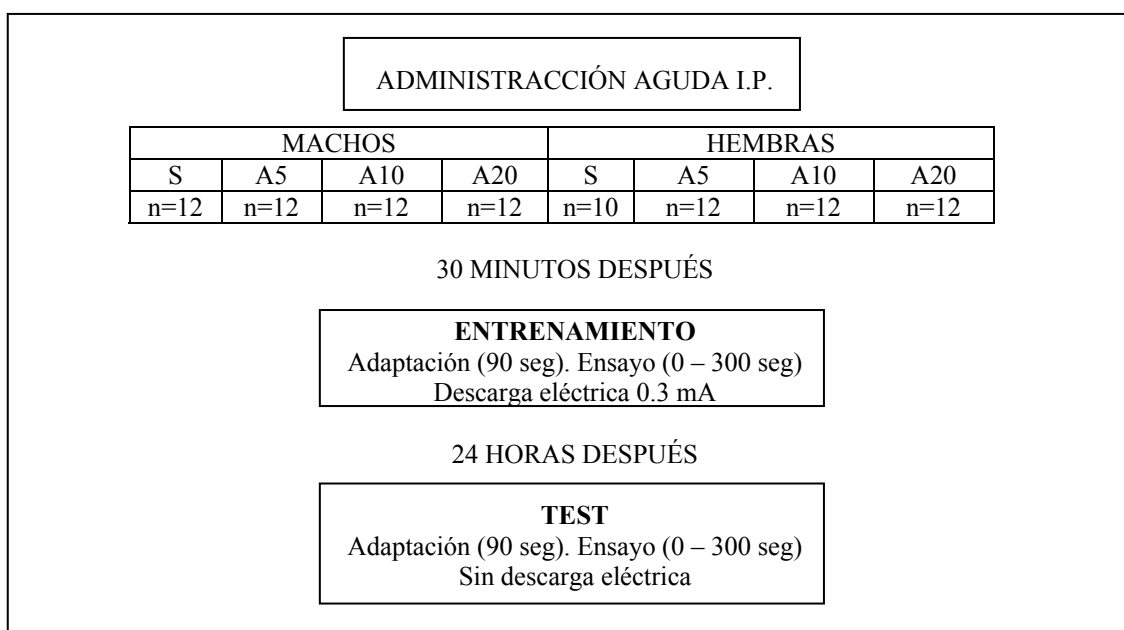 ADMINISTRACCIÓN AGUDA I.P.
MACHOS HEMBRAS
S A5 A10 A20 S A5 A10 A20
n=12 n=12 n=12 n=12 n=10 n=12 n=12 n=12
30 MINUTOS DESPUÉS
ENTRENAMIENTO
Adaptación (90 seg). Ensayo (0 – 300 seg)
Descarga eléctrica 0.3 mA
24 HORAS DESPUÉS
TEST
Adaptación (90 seg). Ensayo (0 – 300 seg)
Sin descarga eléctrica